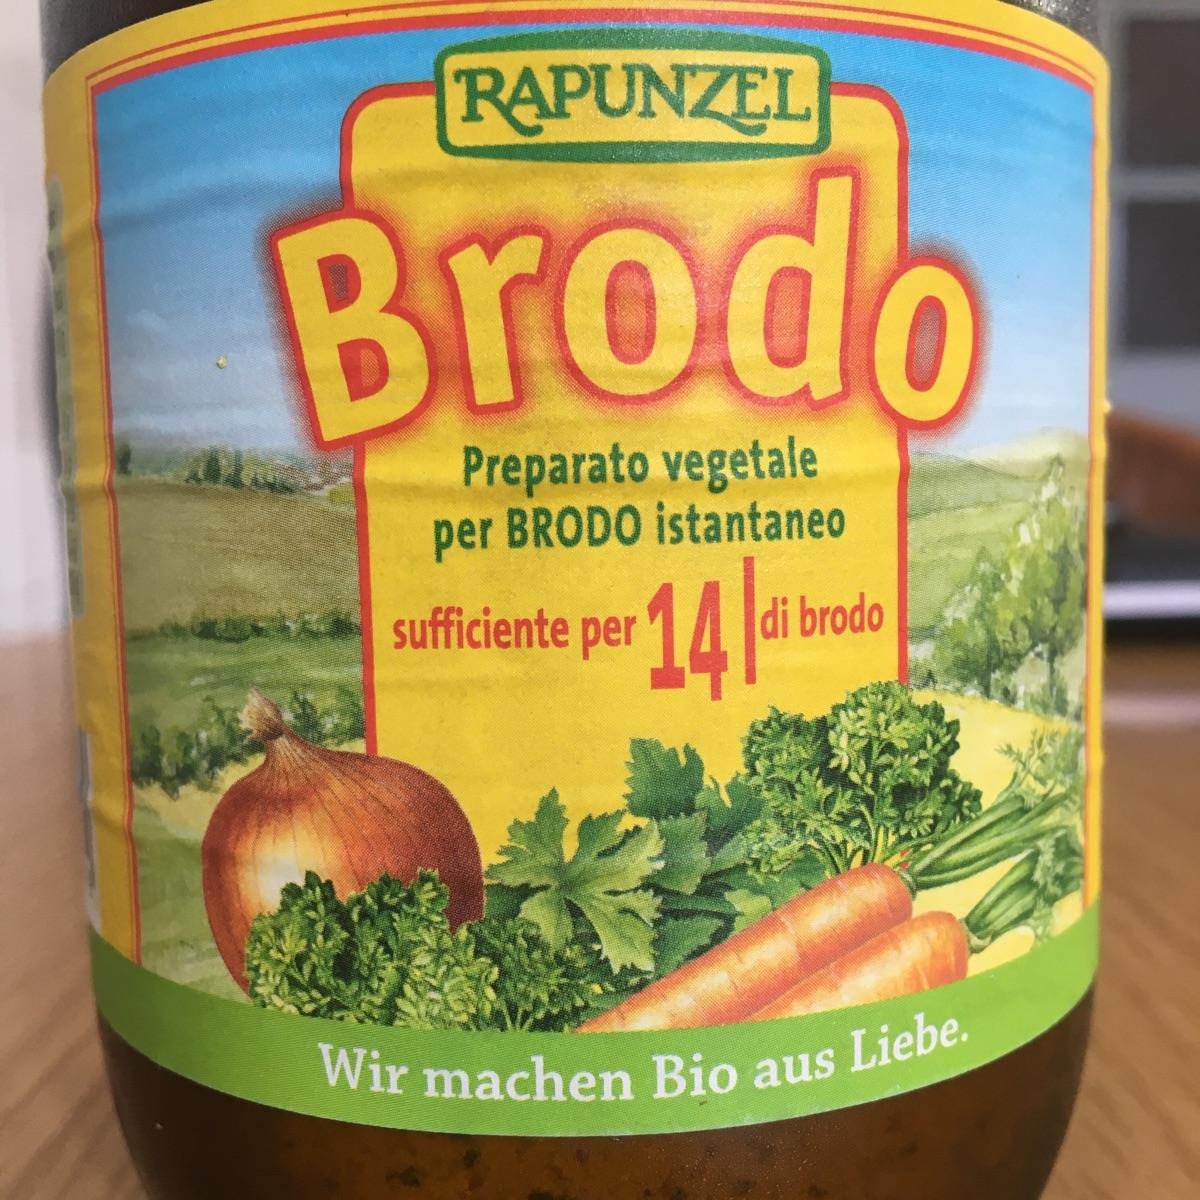 RAPUNZEL
Brodo
Preparato vegetale
per BRODO istantaneo
sufficiente per 14 l di brodo
Wir machen Bio aus Liebe.